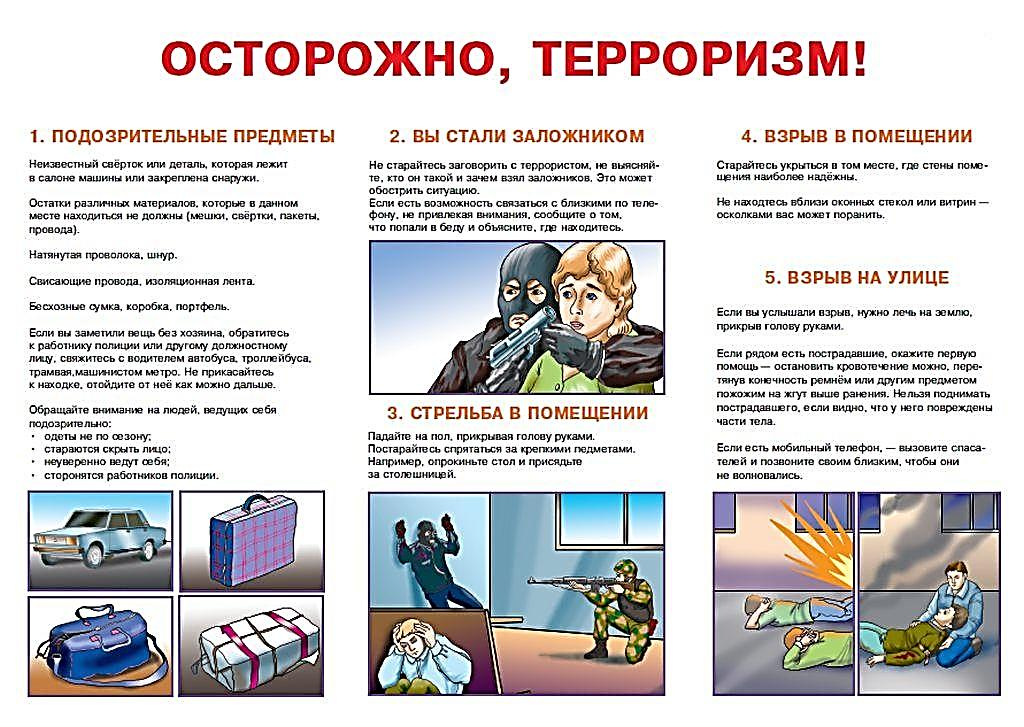 ОСТОРОЖНО, ТЕРРОРИЗМ!
1. ПОДОЗРИТЕЛЬНЫЕ ПРЕДМЕТЫ
Неизвестный свёрток или деталь, которая лежит
в салоне машины или закреплена снаружи.
Остатки различных материалов, которые в данном
месте находиться не должны (мешки, свёртки, пакеты,
провода).
Натянутая проволока, шнур.
Свисающие провода, изоляционная лента.
Бесхозные сумка, коробка, портфель.
Если вы заметили вещь без хозяина, обратитесь
к работнику полиции или другому должностному
лицу, свяжитесь с водителем автобуса, троллейбуса,
трамвая,машинистом метро. Не прикасайтесь
к находке, отойдите от неё как можно дальше.
Обращайте внимание на людей, ведущих себя
подозрительно:
• одеты не по сезону;
• стараются скрыть лицо;
• неуверенно ведут себя;
• сторонятся работников полиции.
2. ВЫ СТАЛИ ЗАЛОЖНИКОМ
Не старайтесь заговорить с террористом, не выясняй-
те, кто он такой и зачем взял заложников. Это может
обострить ситуацию.
Если есть возможность связаться с близкими по теле-
фону, не привлекая внимания, сообщите о том,
что попали в беду и объясните, где находитесь.
3. СТРЕЛЬБА В ПОМЕЩЕНИИ
Падайте на пол, прикрывая голову руками.
Постарайтесь спрятаться за крепкими педметами.
Например, опрокиньте стол и присядьте
за столешницей.
4. ВЗРЫВ В ПОМЕЩЕНИИ
Старайтесь укрыться в том месте, где стены поме-
щения наиболее надёжны.
Не находтесь вблизи оконных стекол или витрин —
осколками вас может поранить.
5. ВЗРЫВ НА УЛИЦЕ
Если вы услышали взрыв, нужно лечь на землю,
прикрыв голову руками.
Если рядом есть пострадавшие, окажите первую
помощь — остановить кровотечение можно, пере-
тянув конечность ремнём или другим предметом
похожим на жгут выше ранения. Нельзя поднимать
пострадавшего, если видно, что у него повреждены
части тела.
Если есть мобильный телефон, — вызовите спаса-
телей и позвоните своим близким, чтобы они
не волновались.